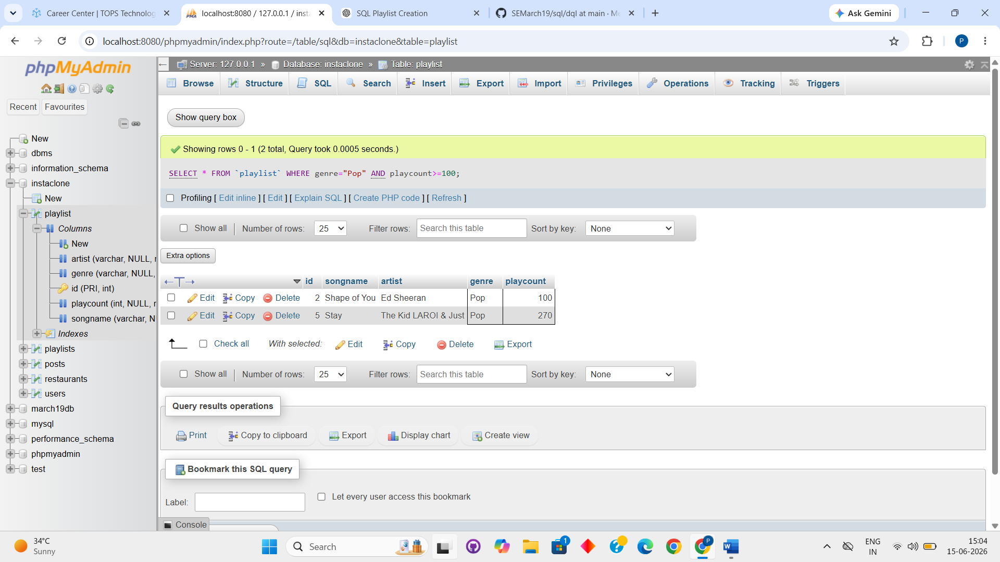 Career Center | TOPS Technolog
localhost:8080 / 127.0.0.1 / inst
SQL Playlist Creation
SEMarch19/sql/dql at main · Me
Ask Gemini
localhost:8080/phpmyadmin/index.php?route=/table/sql&db=instaclone&table=playlist
P
phpMyAdmin
Recent
Favourites
New
dbms
information_schema
instaclone
New
playlist
Columns
New
artist (varchar, NULL, 
genre (varchar, NULL,
id (PRI, int)
playcount (int, NULL, 
songname (varchar, N
Indexes
playlists
posts
restaurants
users
march19db
mysql
performance_schema
phpmyadmin
test
Server: 127.0.0.1 » Database: instaclone » Table: playlist
Browse Structure SQL Search Insert Export Import Privileges Operations Tracking Triggers
Show query box
Showing rows 0 - 1 (2 total, Query took 0.0005 seconds.)
SELECT * FROM `playlist` WHERE genre="Pop" AND playcount>=100;
Profiling [ Edit inline ] [ Edit ] [ Explain SQL ] [ Create PHP code ] [ Refresh ]
Show all Number of rows: 25 Filter rows: Search this table Sort by key: None
Extra options
id songname artist genre playcount
Edit Copy Delete 2 Shape of You Ed Sheeran Pop 100
Edit Copy Delete 5 Stay The Kid LAROI & Just Pop 270
Check all With selected: Edit Copy Delete Export
Show all Number of rows: 25 Filter rows: Search this table Sort by key: None
Query results operations
Print Copy to clipboard Export Display chart Create view
Bookmark this SQL query
Label:
Let every user access this bookmark
Console
34°C
Sunny
Search
1
P
ENG
IN
15:04
15-06-2026